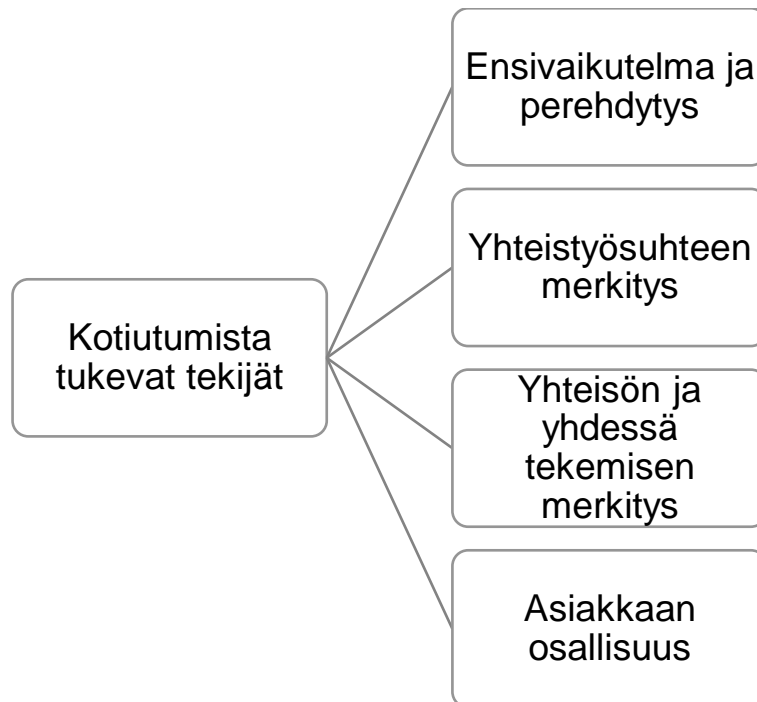 Ensivaikutelma ja
perehdytys
Yhteistyösuhteen
merkitys
Kotiutumista
tukevat tekijät
Yhteisön ja
yhdessä
tekemisen
merkitys
Asiakkaan
osallisuus